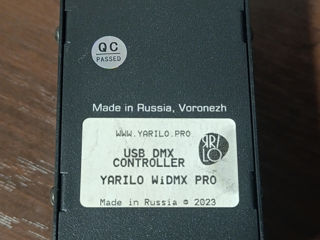 QC
PASSED
Made in Russia, Voronezh
WWW.YARILO.PRO
USB DMX
CONTROLLER
YARILO WiDMX PRO
Made in Russia © 2023